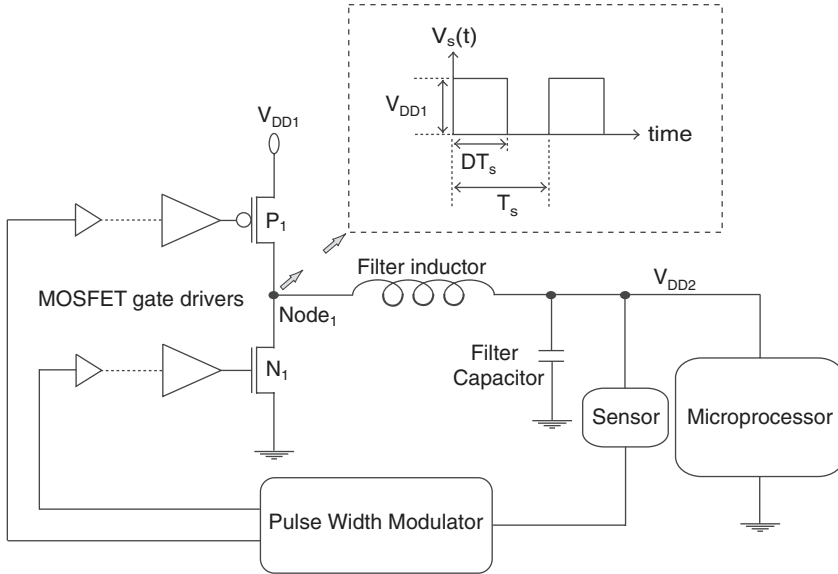 V_s(t)
V_DD1
time
DT_s
T_s
V_DD1
P_1
MOSFET gate drivers
Node_1
Filter inductor
V_DD2
N_1
Filter
Capacitor
Sensor
Microprocessor
Pulse Width Modulator